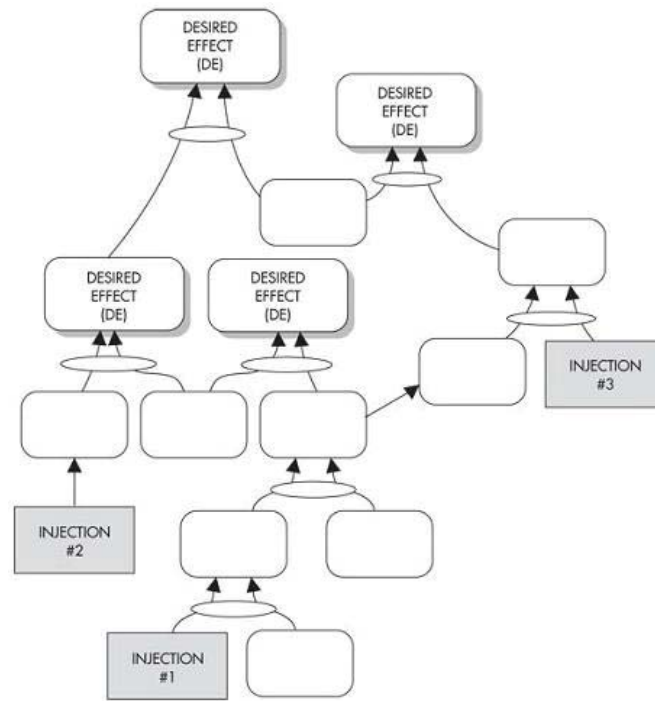 DESIRED
EFFECT
(DE)
DESIRED
EFFECT
(DE)
DESIRED
EFFECT
(DE)
DESIRED
EFFECT
(DE)
INJECTION
#3
INJECTION
#2
INJECTION
#1